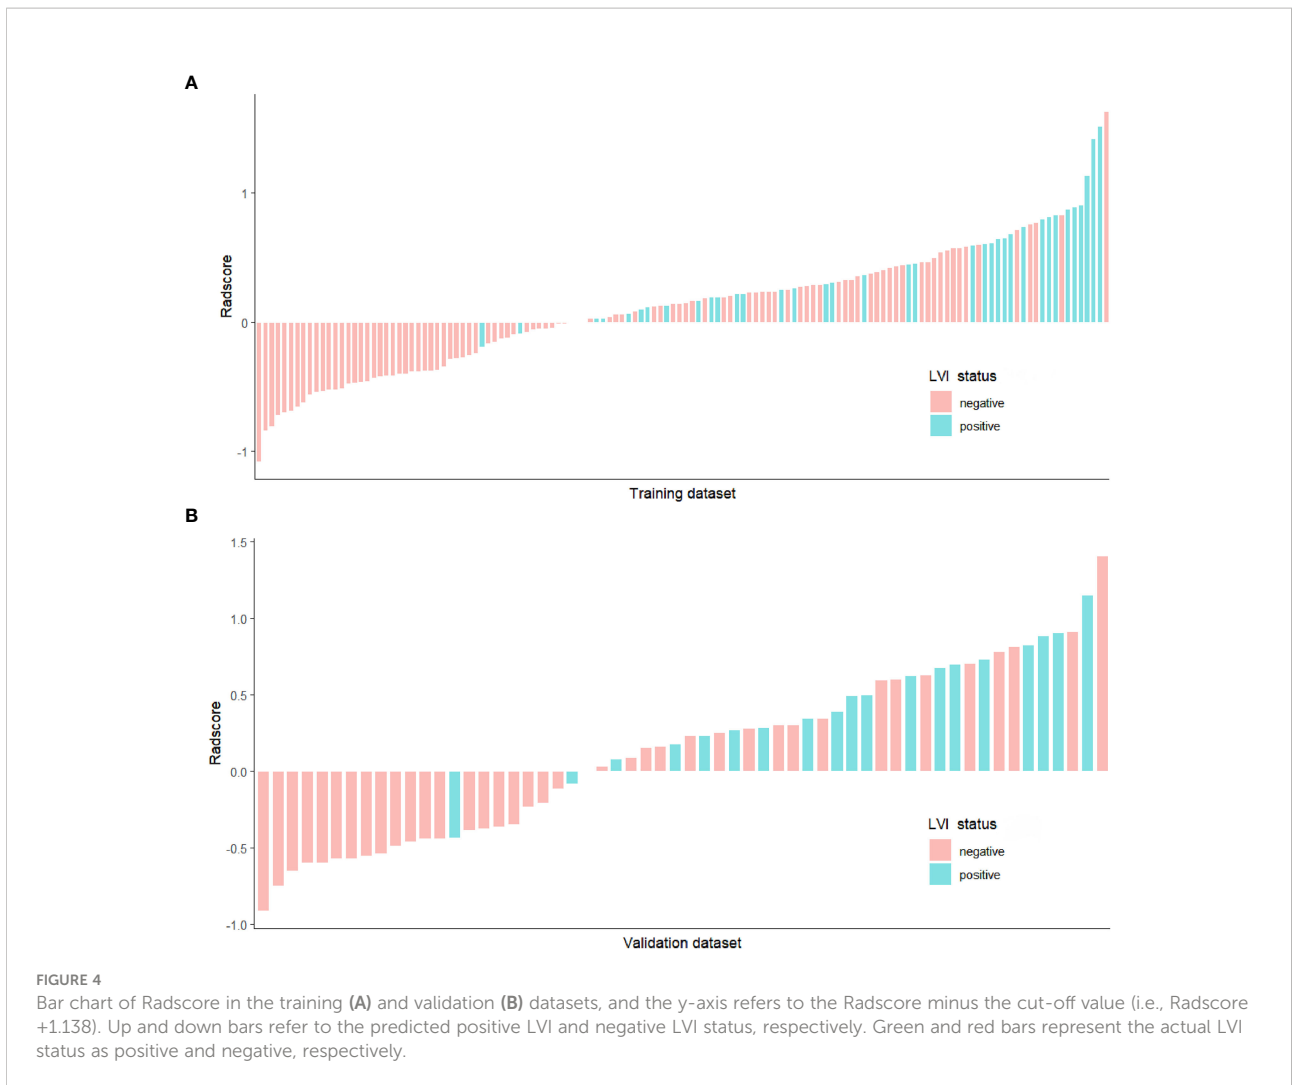 A
Radscore
1
0
-1
LVI status
negative
positive
Training dataset
B
Radscore
1.5
1.0
0.5
0.0
-0.5
-1.0
LVI status
negative
positive
Validation dataset
FIGURE 4
Bar chart of Radscore in the training (A) and validation (B) datasets, and the y-axis refers to the Radscore minus the cut-off value (i.e., Radscore
+1.138). Up and down bars refer to the predicted positive LVI and negative LVI status, respectively. Green and red bars represent the actual LVI
status as positive and negative, respectively.